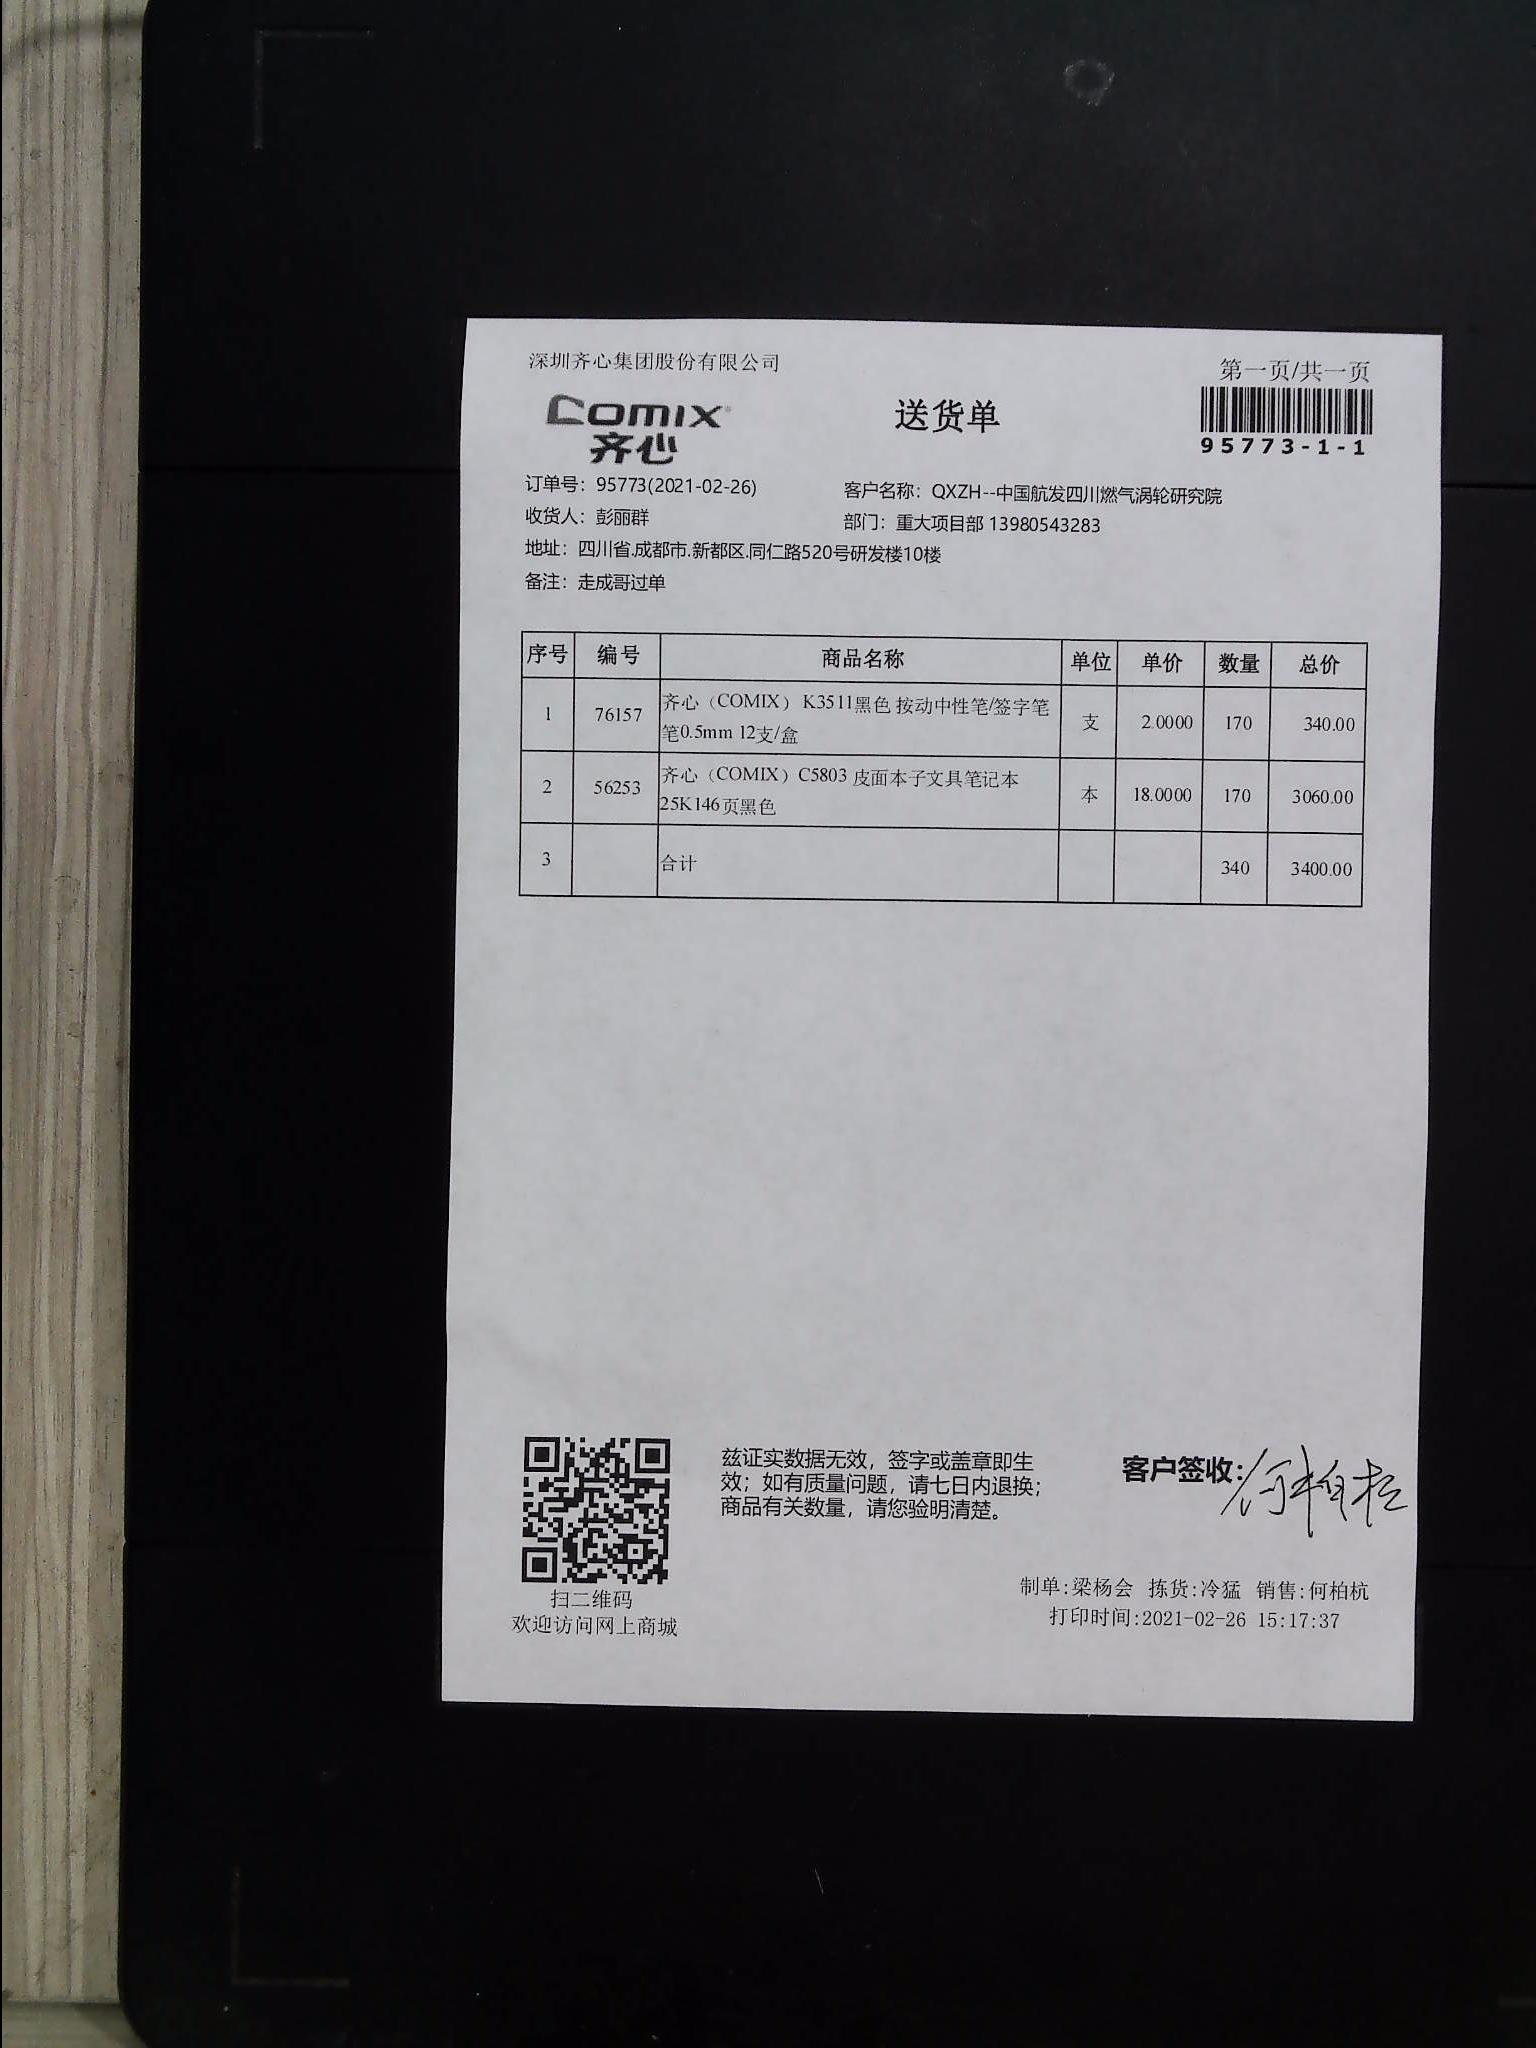 深圳齐心集团股份有限公司
第一页/共一页
COMIX
齐心
送货单
95773-1-1
订单号：95773(2021-02-26)
客户名称：QXZH--中国航发四川燃气涡轮研究院
收货人：彭丽群
部门：重大项目部 13980543283
地址：四川省.成都市.新都区.同仁路520号研发楼10楼
备注：走成哥过单
序号 编号 商品名称 单位 单价 数量 总价
1 76157 齐心（COMIX） K3511黑色 按动中性笔/签字笔 支 2.0000 170 340.00
笔0.5mm 12支/盒
2 56253 齐心（COMIX）C5803 皮面本子文具笔记本 本 18.0000 170 3060.00
25K146页黑色
3 合计 340 3400.00
兹证实数据无效，签字或盖章即生
效；如有质量问题，请七日内退换；
商品有关数量，请您验明清楚。
客户签收：何柏杭
扫二维码
欢迎访问网上商城
制单:梁杨会 拣货:冷猛 销售:何柏杭
打印时间:2021-02-26 15:17:37